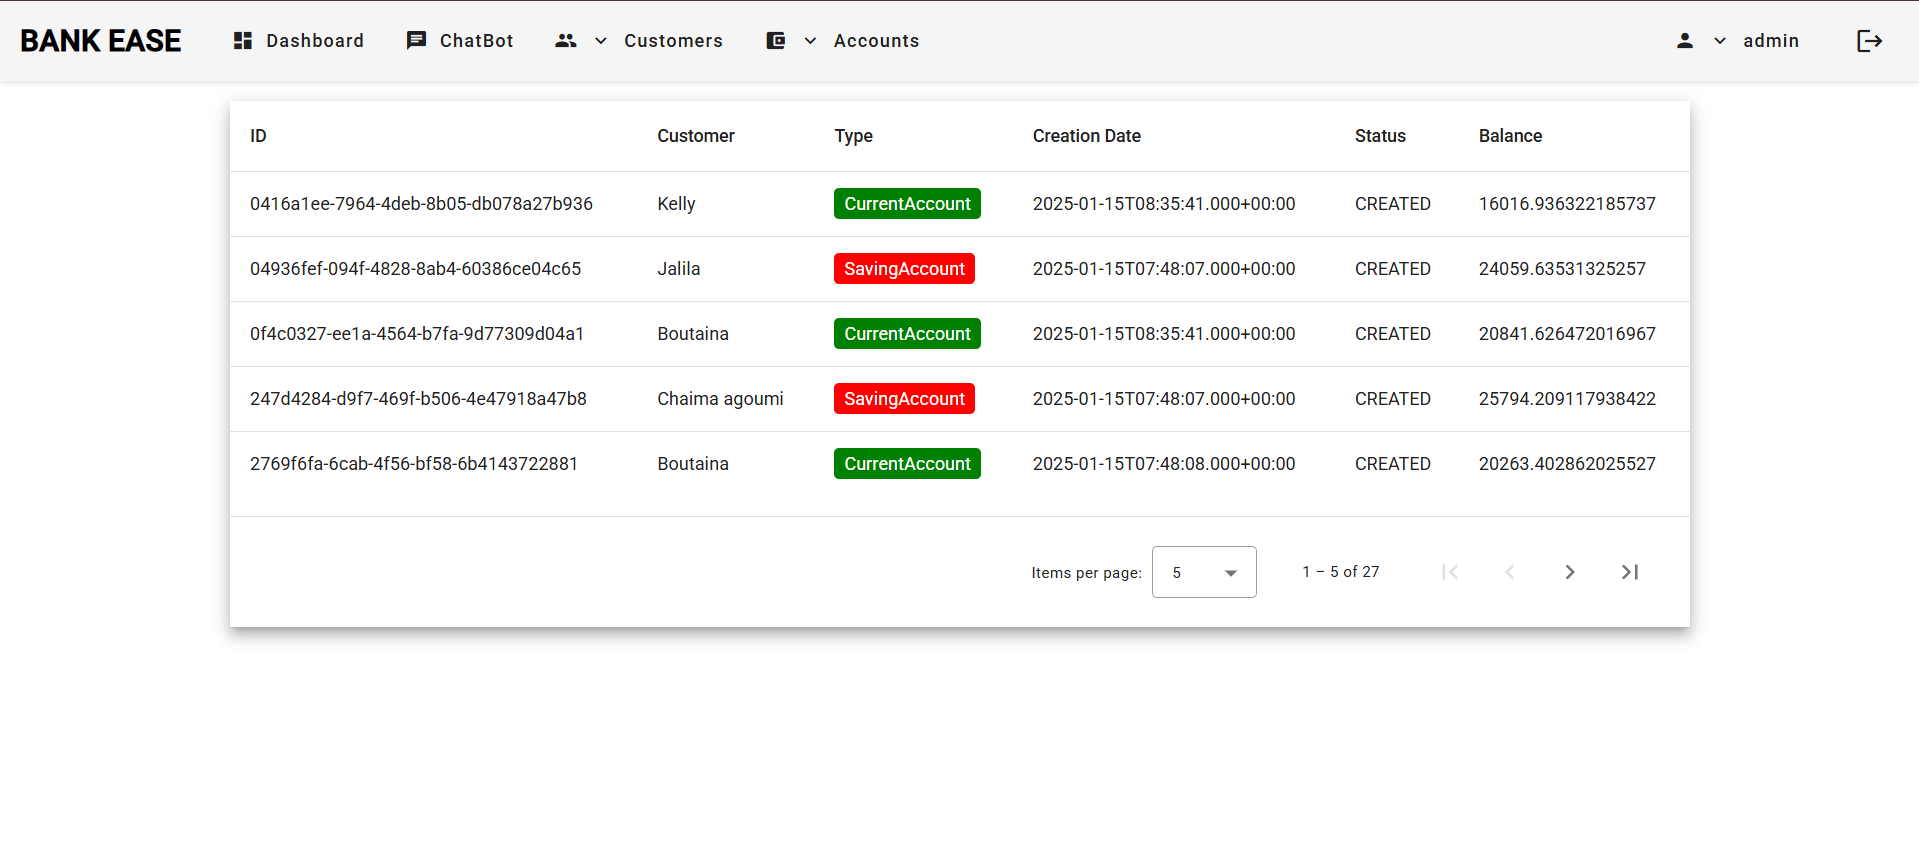 BANK EASE Dashboard ChatBot Customers Accounts admin
ID Customer Type Creation Date Status Balance
0416a1ee-7964-4deb-8b05-db078a27b936 Kelly CurrentAccount 2025-01-15T08:35:41.000+00:00 CREATED 16016.936322185737
04936fef-094f-4828-8ab4-60386ce04c65 Jalila SavingAccount 2025-01-15T07:48:07.000+00:00 CREATED 24059.63531325257
0f4c0327-ee1a-4564-b7fa-9d77309d04a1 Boutaina CurrentAccount 2025-01-15T08:35:41.000+00:00 CREATED 20841.626472016967
247d4284-d9f7-469f-b506-4e47918a47b8 Chaima agoumi SavingAccount 2025-01-15T07:48:07.000+00:00 CREATED 25794.209117938422
2769f6fa-6cab-4f56-bf58-6b4143722881 Boutaina CurrentAccount 2025-01-15T07:48:08.000+00:00 CREATED 20263.402862025527
Items per page: 5 1 – 5 of 27